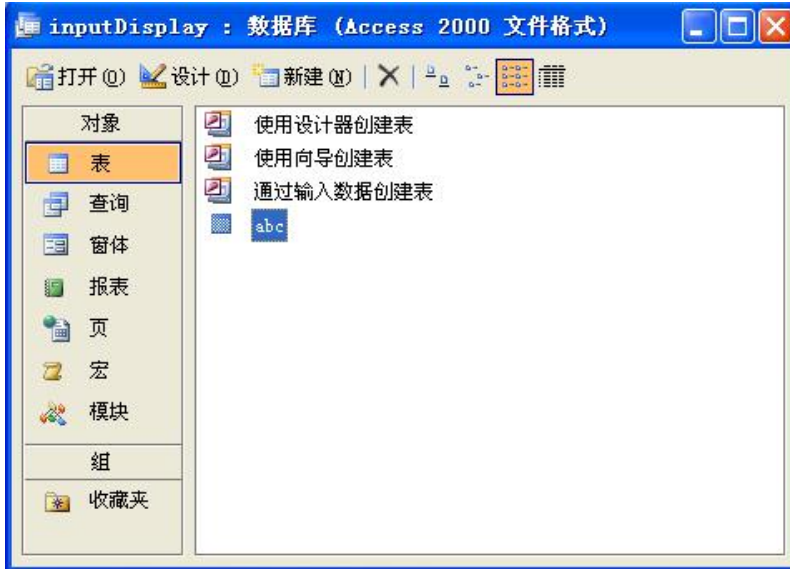 inputDisplay : 数据库 (Access 2000 文件格式)
打开(O) 设计(D) 新建(N)
对象
表
查询
窗体
报表
页
宏
模块
组
收藏夹
使用设计器创建表
使用向导创建表
通过输入数据创建表
abc